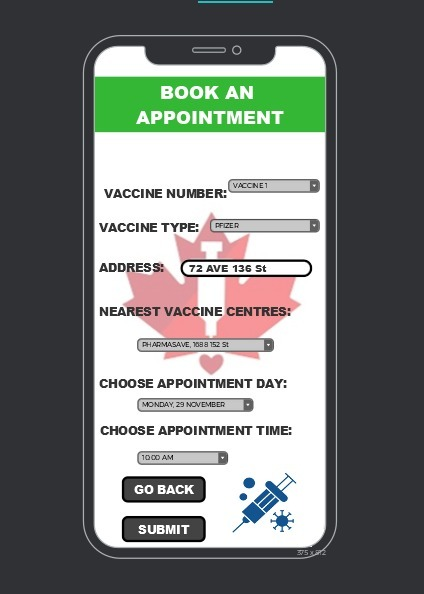 BOOK AN
APPOINTMENT
VACCINE NUMBER: VACCINE 1
VACCINE TYPE: PFIZER
ADDRESS: 72 AVE 136 St
NEAREST VACCINE CENTRES:
PHARMASAVE, 168 8 152 St
CHOOSE APPOINTMENT DAY:
MONDAY, 29 NOVEMBER
CHOOSE APPOINTMENT TIME:
10:00 AM
GO BACK
SUBMIT